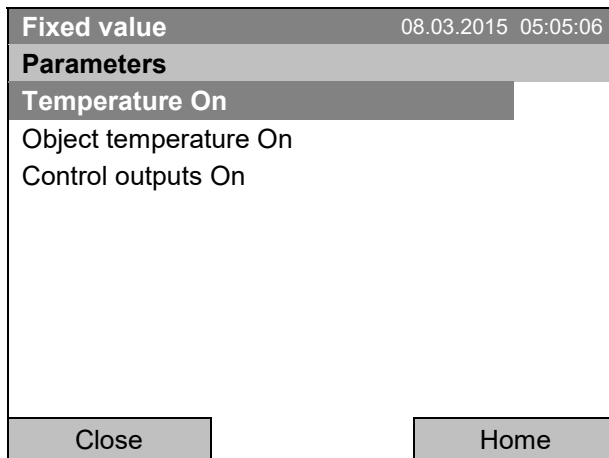 Fixed value 08.03.2015 05:05:06
Parameters
Temperature On
Object temperature On
Control outputs On
Close Home